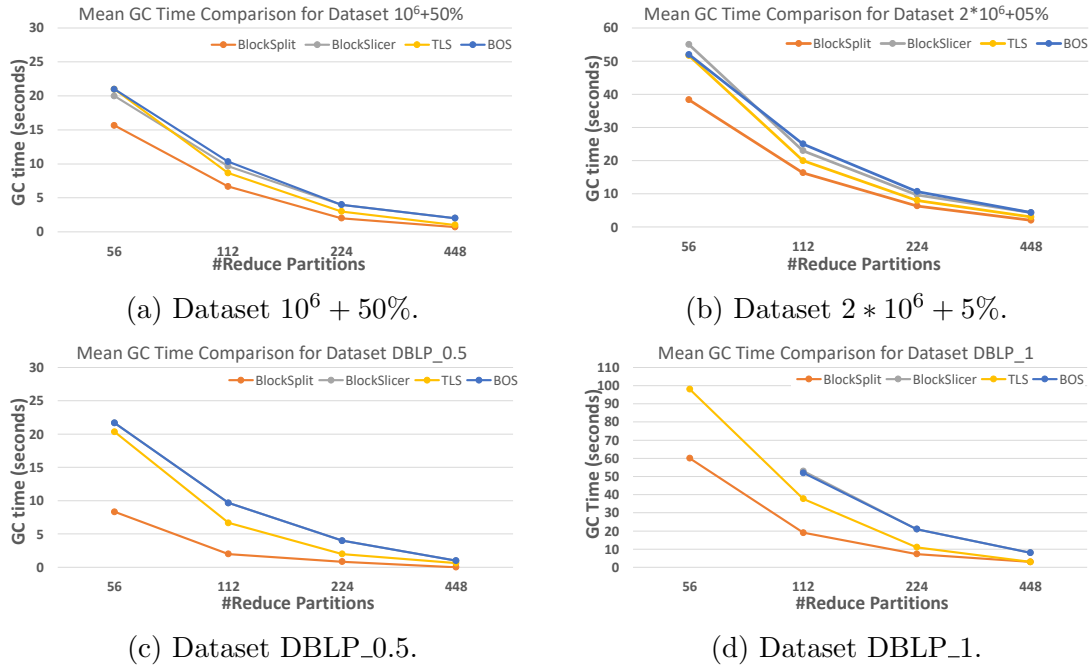 Mean GC Time Comparison for Dataset 10⁶+50%
BlockSplit BlockSlicer TLS BOS
30
25
20
15
10
5
0
GC time (seconds)
56 112 224 448
#Reduce Partitions
(a) Dataset 10⁶ + 50%.
Mean GC Time Comparison for Dataset 2*10⁶+05%
BlockSplit BlockSlicer TLS BOS
60
50
40
30
20
10
0
GC time (seconds)
56 112 224 448
#Reduce Partitions
(b) Dataset 2 * 10⁶ + 5%.
Mean GC Time Comparison for Dataset DBLP_0.5
BlockSplit BlockSlicer TLS BOS
30
25
20
15
10
5
0
GC time (seconds)
56 112 224 448
#Reduce Partitions
(c) Dataset DBLP_0.5.
Mean GC Time Comparison for Dataset DBLP_1
BlockSplit BlockSlicer TLS BOS
110
100
90
80
70
60
50
40
30
20
10
0
GC Time (seconds)
56 112 224 448
#Reduce Partitions
(d) Dataset DBLP_1.